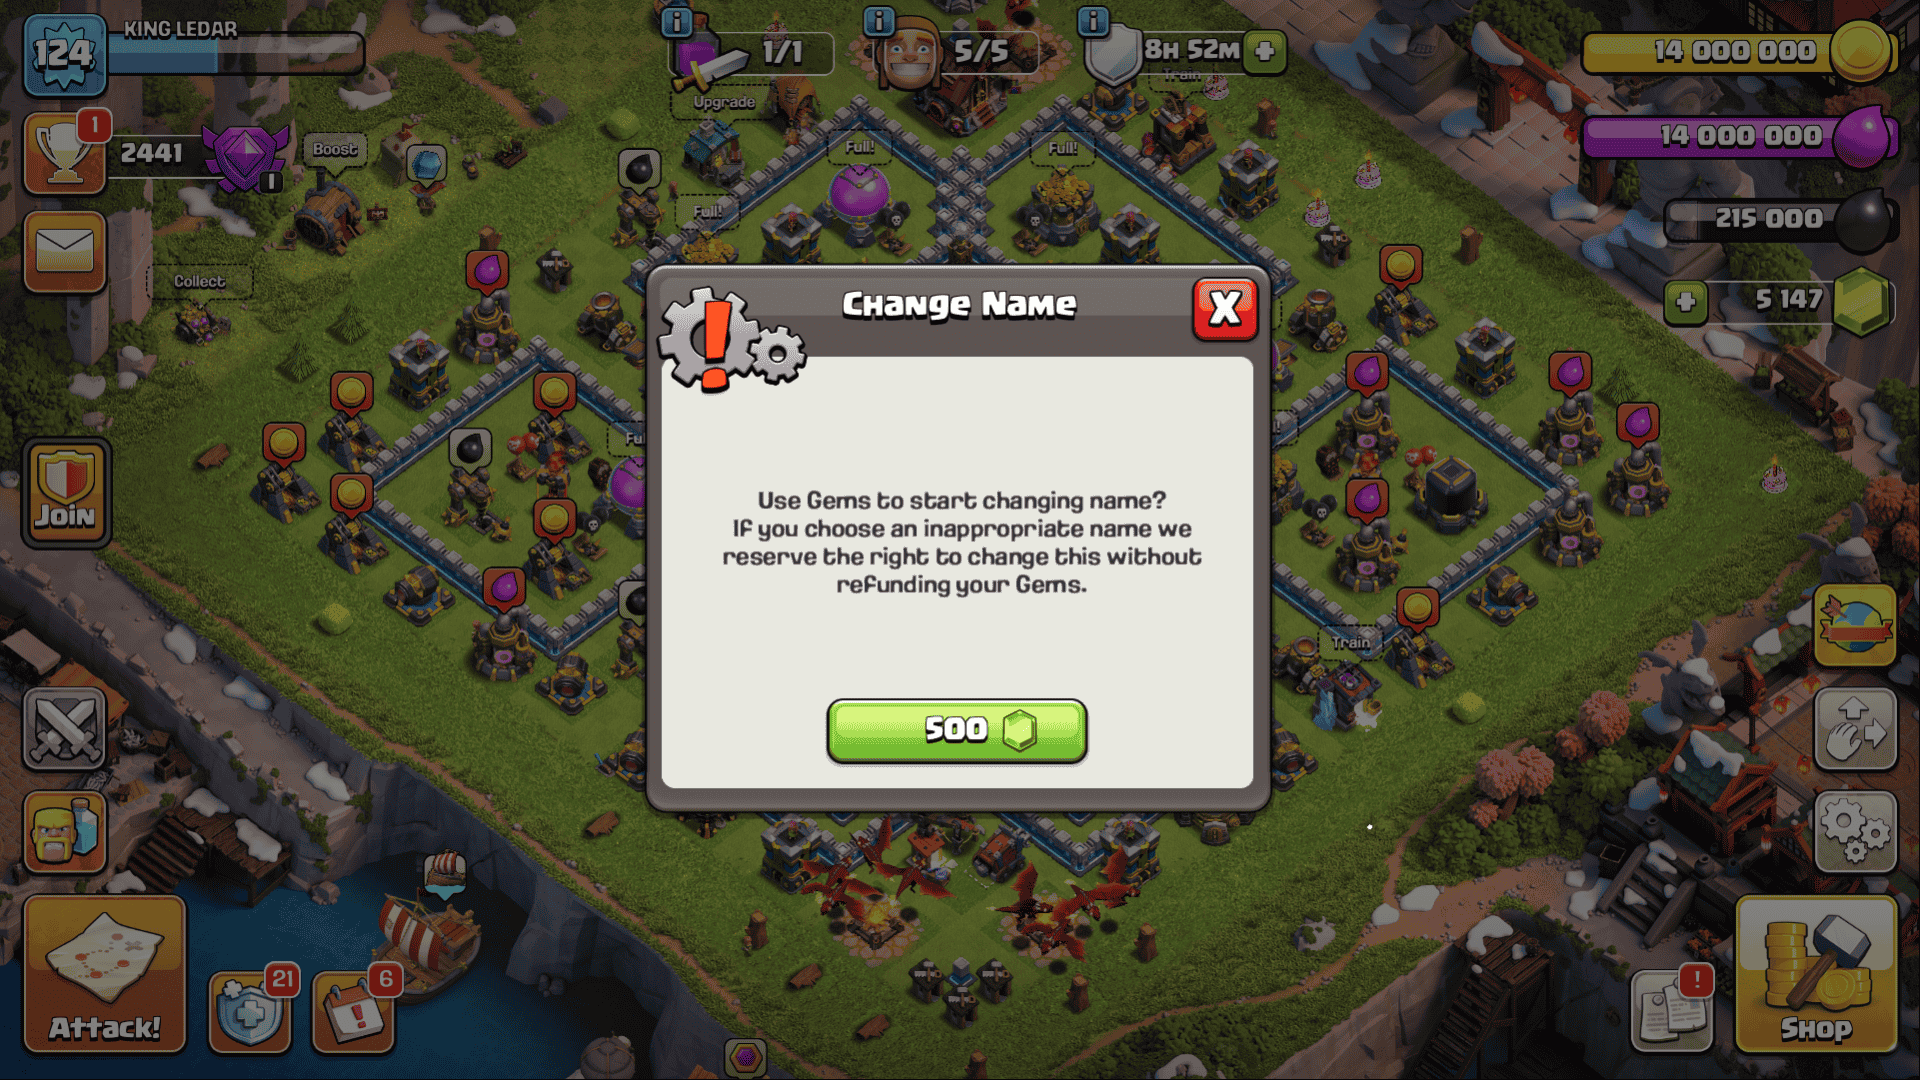 124
KING LEDAR
1/1
5/5
8H 52M
14 000 000
Upgrade
Train
1
2441
Boost
Full!
Full!
14 000 000
I
Full!
215 000
Collect
5 147
Change Name
X
Join
Use Gems to start changing name?
If you choose an inappropriate name we
reserve the right to change this without
refunding your Gems.
Train
500
Attack!
21
6
!
Shop